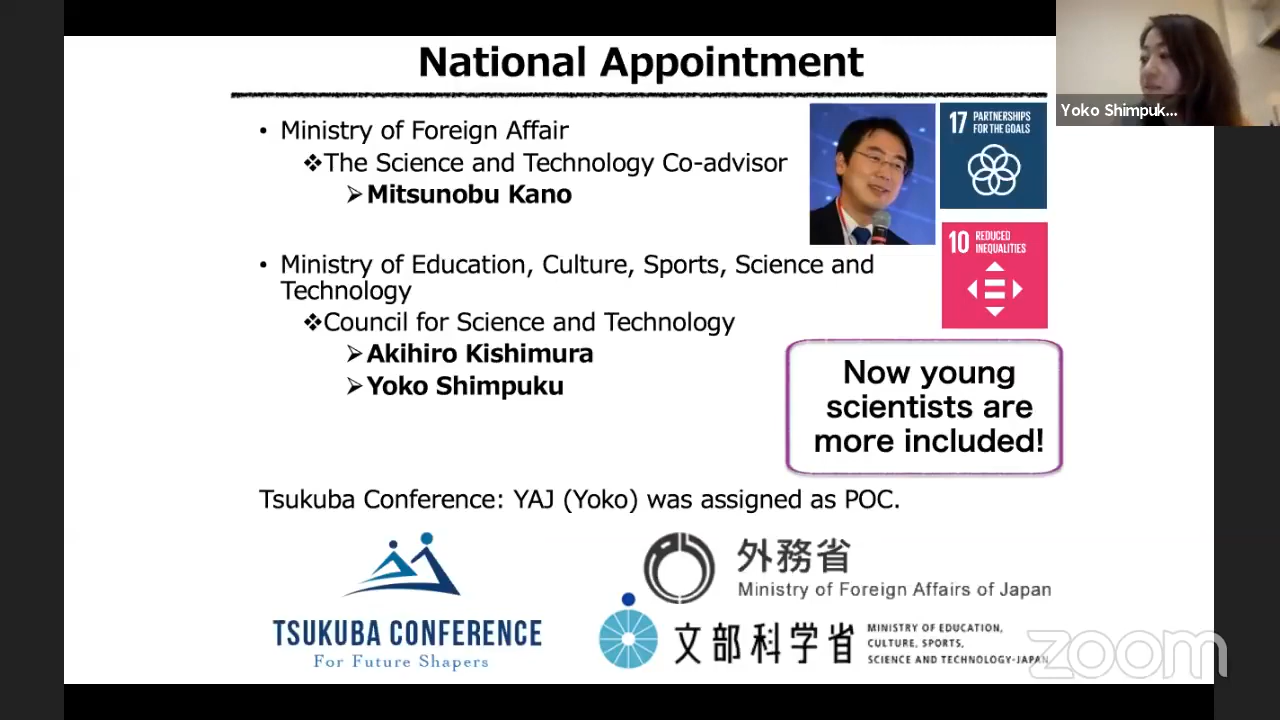 National Appointment
Yoko Shimpuk...
• Ministry of Foreign Affair
❖The Science and Technology Co-advisor
➢Mitsunobu Kano
17 PARTNERSHIPS
FOR THE GOALS
10 REDUCED
INEQUALITIES
• Ministry of Education, Culture, Sports, Science and
Technology
❖Council for Science and Technology
➢Akihiro Kishimura
➢Yoko Shimpuku
Now young
scientists are
more included!
Tsukuba Conference: YAJ (Yoko) was assigned as POC.
TSUKUBA CONFERENCE
For Future Shapers
外務省
Ministry of Foreign Affairs of Japan
文部科学省
MINISTRY OF EDUCATION,
CULTURE, SPORTS,
SCIENCE AND TECHNOLOGY-JAPAN
zoom